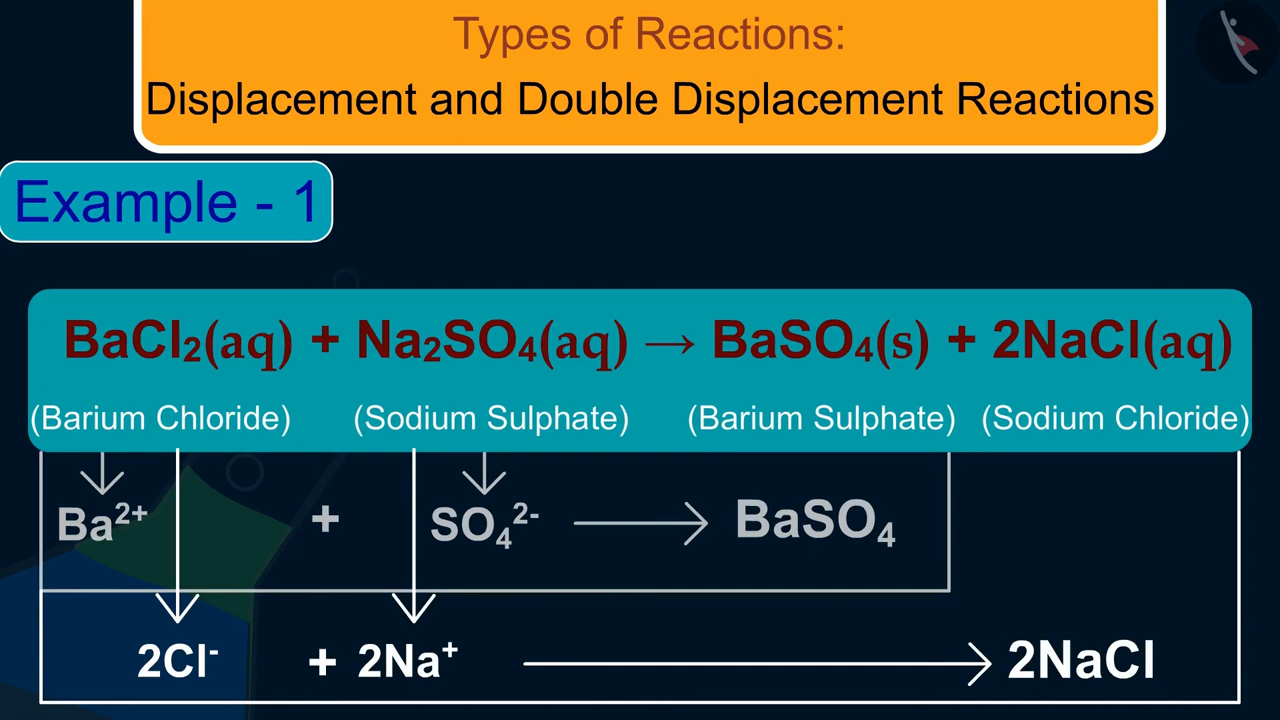 Types of Reactions:
Displacement and Double Displacement Reactions
Example - 1
BaCl₂(aq) + Na₂SO₄(aq) → BaSO₄(s) + 2NaCl(aq)
(Barium Chloride) (Sodium Sulphate) (Barium Sulphate) (Sodium Chloride)
Ba²⁺ + SO₄²⁻ → BaSO₄
2Cl⁻ + 2Na⁺ → 2NaCl